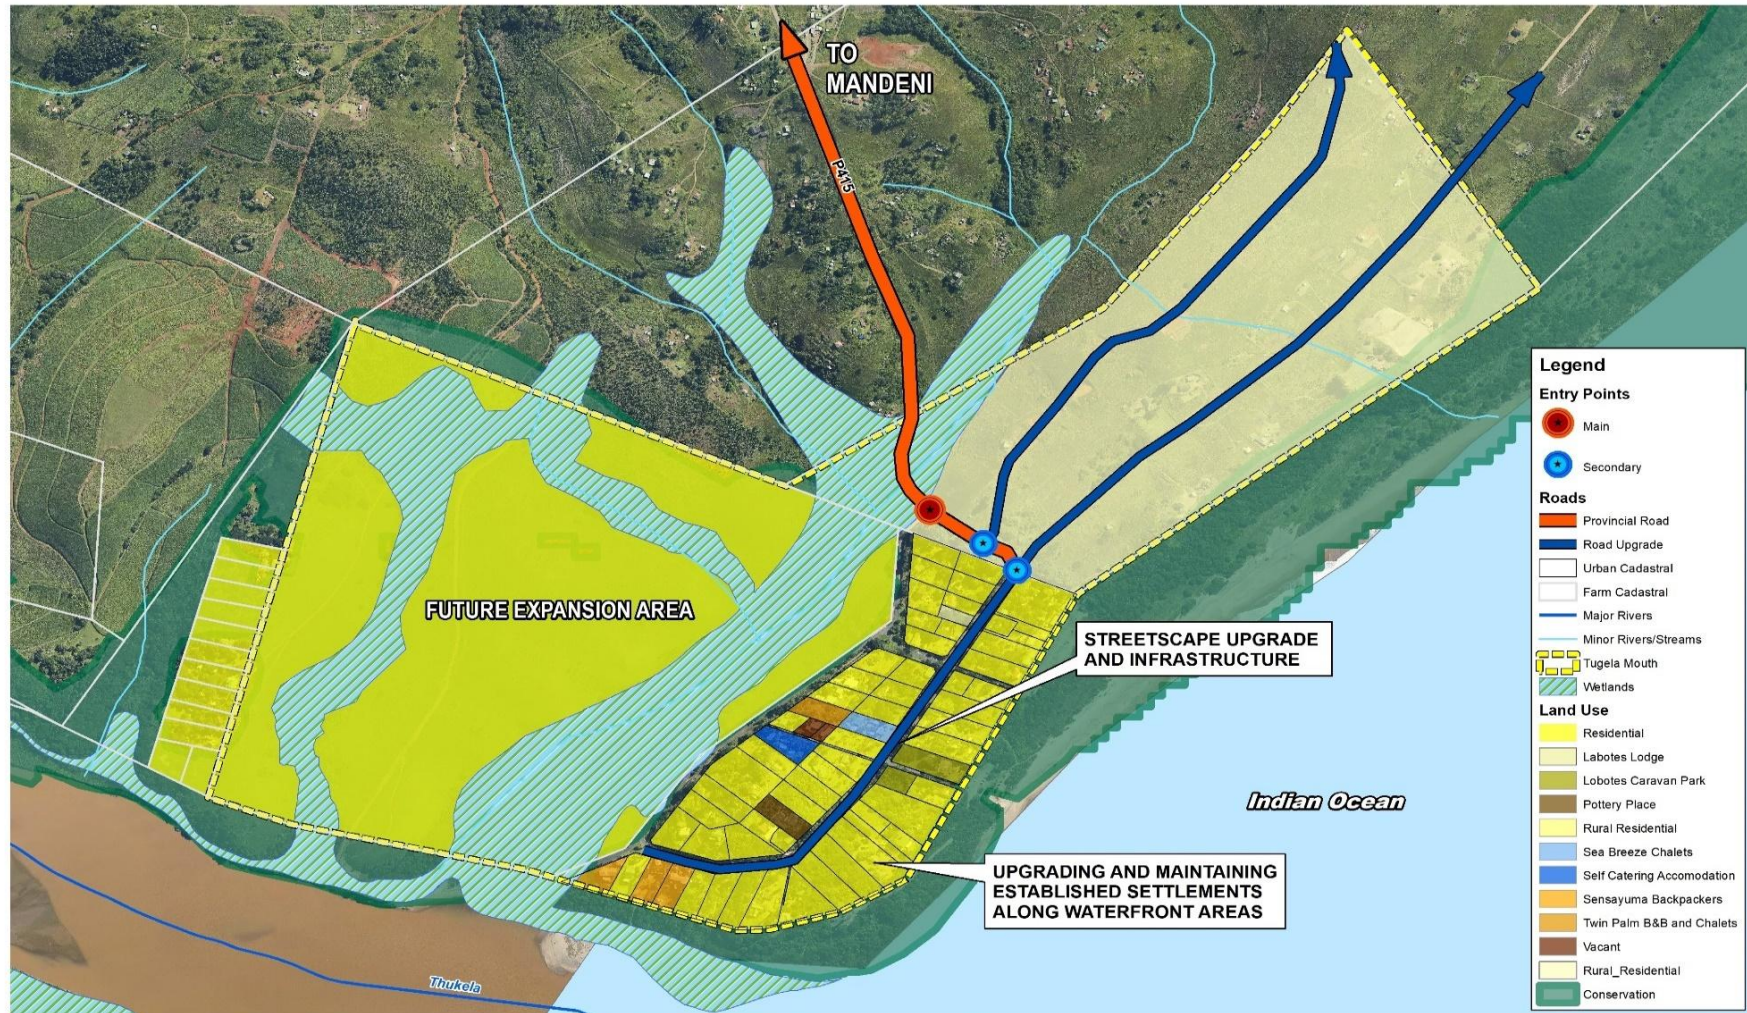 TO
MANDENI
P415
FUTURE EXPANSION AREA
STREETSCAPE UPGRADE
AND INFRASTRUCTURE
UPGRADING AND MAINTAINING
ESTABLISHED SETTLEMENTS
ALONG WATERFRONT AREAS
Indian Ocean
Thukela
Legend
Entry Points
Main
Secondary
Roads
Provincial Road
Road Upgrade
Urban Cadastral
Farm Cadastral
Major Rivers
Minor Rivers/Streams
Tugela Mouth
Wetlands
Land Use
Residential
Labotes Lodge
Lobotes Caravan Park
Pottery Place
Rural Residential
Sea Breeze Chalets
Self Catering Accomodation
Sensayuma Backpackers
Twin Palm B&B and Chalets
Vacant
Rural_Residential
Conservation